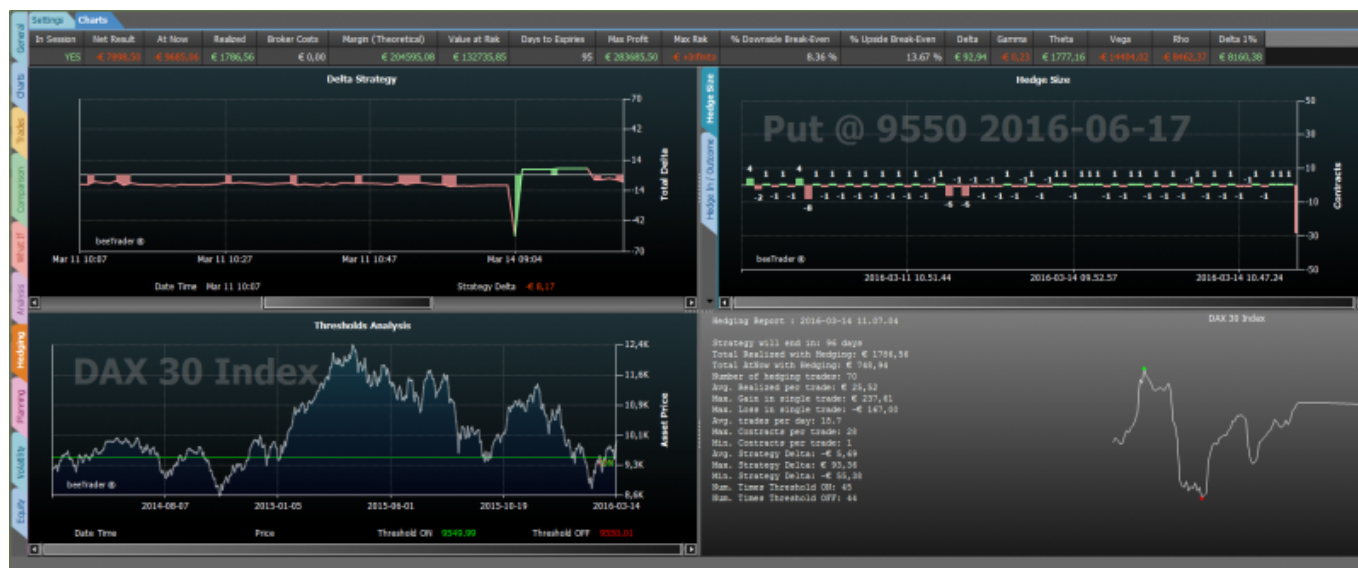 Settings Charts
In Session Net Result At Now Realized Broker Costs Margin (Theoretical) Value at Risk Days to Expiries Max Profit Max Risk % Downside Break-Even % Upside Break-Even Delta Gamma Theta Vega Rho Delta 1%
YES € 1786,56 € 0,00 € 204595,08 € 132735,85 95 € 283685,50 8.36 % 13.67 % € 92,94 € 1777,16 € 8160,38
General
Charts
Trades
Comparison
What If
Analysis
Hedging
Planning
Volatility
Equity
Delta Strategy
-70
-42
-14
-14
-42
-70
Total Delta
beeTrader ®
Mar 11 10:07 Mar 11 10:27 Mar 11 10:47 Mar 14 09:04
Date Time Mar 11 10:07 Strategy Delta
Hedge Size
Hedge In / Outcome
Hedge Size
Put @ 9550 2016-06-17
-50
-30
-10
-10
-30
-50
Contracts
beeTrader ®
2016-03-11 10.51.44 2016-03-14 09.52.57 2016-03-14 10.47.24
Thresholds Analysis
DAX 30 Index
12,4K
11,6K
10,9K
10,1K
9,3K
8,6K
Asset Price
beeTrader ®
2014-08-07 2015-01-05 2015-06-01 2015-10-19 2016-03-14
Date Time Price Threshold ON 9549.99 Threshold OFF 9550.01
Hedging Report : 2016-03-14 11.07.04
Strategy will end in: 96 days
Total Realized with Hedging: € 1786,56
Total AtNow with Hedging: € 748,94
Number of hedging trades: 70
Avg. Realized per trade: € 25,52
Max. Gain in single trade: € 237,61
Max. Loss in single trade: -€ 167,00
Avg. trades per day: 18.7
Max. Contracts per trade: 28
Min. Contracts per trade: 1
Avg. Strategy Delta: -€ 5,69
Max. Strategy Delta: € 93,36
Min. Strategy Delta: -€ 55,38
Num. Times Threshold ON: 45
Num. Times Threshold OFF: 44
DAX 30 Index